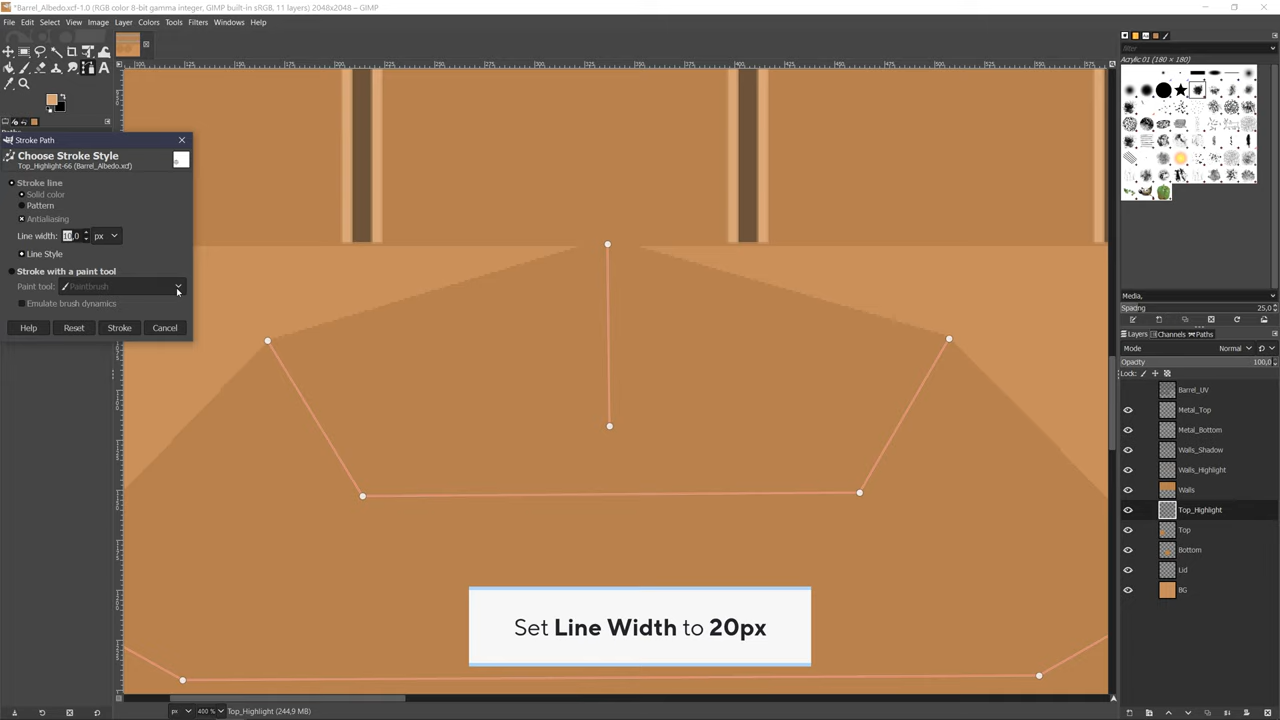 *Barrel_Albedo.xcf-1.0 (RGB color 8-bit gamma integer, GIMP built-in sRGB, 11 layers) 2048x2048 – GIMP
File Edit Select View Image Layer Colors Tools Filters Windows Help
filter
Acrylic 01 (180 × 180)
Stroke Path
Choose Stroke Style
Top_Highlight-66 (Barrel_Albedo.xcf)
Stroke line
Solid color
Pattern
Antialiasing
Line width: 10,0 px
Line Style
Stroke with a paint tool
Paint tool: Paintbrush
Emulate brush dynamics
Help Reset Stroke Cancel
Media,
Spacing 25,0
Layers Channels Paths
Mode Normal
Opacity 100,0
Lock:
Barrel_UV
Metal_Top
Metal_Bottom
Walls_Shadow
Walls_Highlight
Walls
Top_Highlight
Top
Bottom
Lid
BG
Set Line Width to 20px
px 400 % Top_Highlight (244,9 MB)